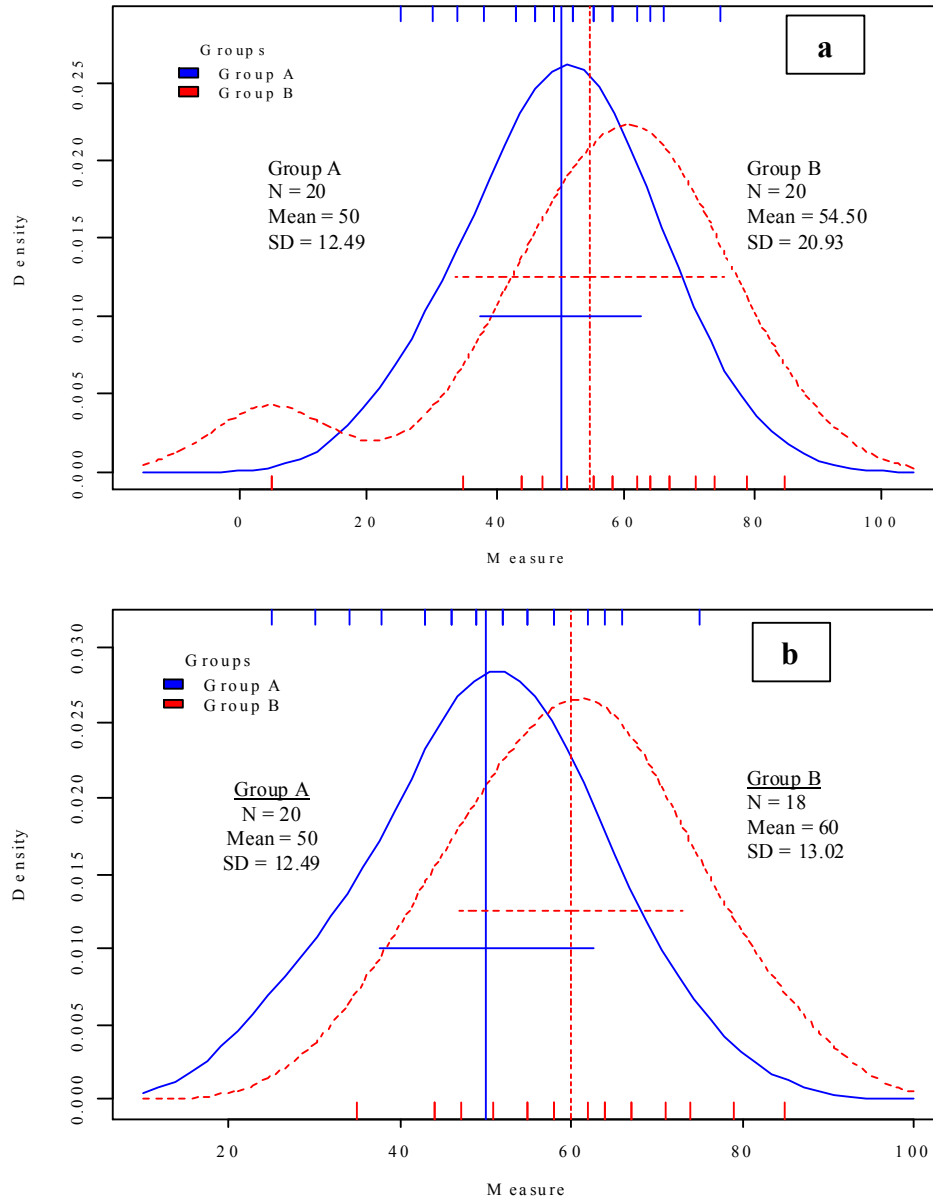 a
Groups
Group A
Group B
Group A
N = 20
Mean = 50
SD = 12.49
Group B
N = 20
Mean = 54.50
SD = 20.93
Density
0.025
0.020
0.015
0.010
0.005
0.000
0 20 40 60 80 100
Measure
b
Groups
Group A
Group B
Group A
N = 20
Mean = 50
SD = 12.49
Group B
N = 18
Mean = 60
SD = 13.02
Density
0.030
0.025
0.020
0.015
0.010
0.005
0.000
20 40 60 80 100
Measure